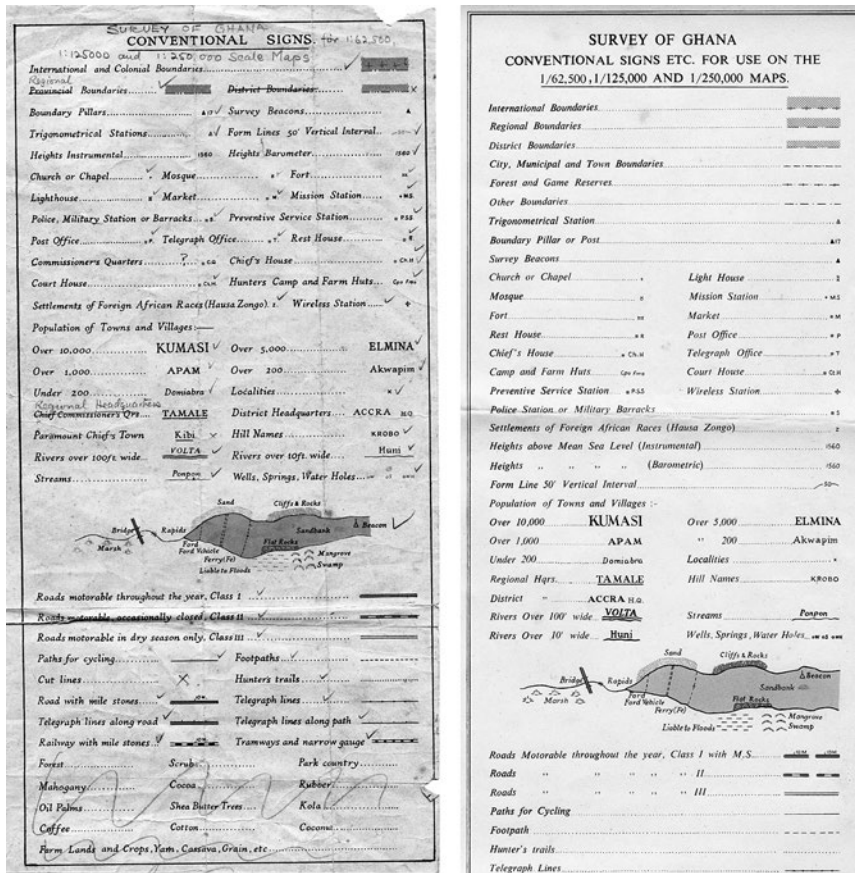 SURVEY OF GHANA
CONVENTIONAL SIGNS. for 1:62,500,
1:125000 and 1:250,000 Scale Maps
International and Colonial Boundaries
Regional
Provincial Boundaries District Boundaries
Boundary Pillars Survey Beacons
Trigonometrical Stations Form Lines 50' Vertical Interval
Heights Instrumental 1560 Heights Barometer 1560
Church or Chapel Mosque Fort
Lighthouse Market M. Mission Station M.S.
Police, Military Station or Barracks S Preventive Service Station P.S.S.
Post Office P. Telegraph Office T. Rest House R
Commissioner's Quarters ? C.Q. Chief's House Ch.H
Court House Ct.H. Hunters Camp and Farm Huts
Settlements of Foreign African Races (Hausa Zongo). Wireless Station
Population of Towns and Villages:—
Over 10,000 KUMASI Over 5,000 ELMINA
Over 1,000 APAM Over 200 Akwapim
Under 200 Domiabra Localities
Regional Headquarters
Chief Commissioner's Qrs TAMALE District Headquarters ACCRA H.Q.
Paramount Chief's Town Kibi Hill Names KROBO
Rivers over 100ft. wide VOLTA Rivers over 10ft. wide Huni
Streams Ponpon Wells, Springs, Water Holes
Sand Cliffs & Rocks
Bridge Rapids Sandbank Beacon
Marsh Ford Flat Rocks
Ford Vehicle Mangrove
Ferry (Fe) Swamp
Liable to Floods
Roads motorable throughout the year, Class I
Roads motorable, occasionally closed, Class II
Roads motorable in dry season only, Class III
Paths for cycling Footpaths
Cut lines Hunter's trails
Road with mile stones Telegraph lines
Telegraph lines along road Telegraph lines along path
Railway with mile stones Tramways and narrow gauge
Forest Scrub Park country
Mahogany Cocoa Rubber
Oil Palms Shea Butter Trees Kola
Coffee Cotton Coconut
Farm Lands and Crops, Yam, Cassava, Grain, etc
SURVEY OF GHANA
CONVENTIONAL SIGNS ETC. FOR USE ON THE
1/62,500, 1/125,000 AND 1/250,000 MAPS.
International Boundaries
Regional Boundaries
District Boundaries
City, Municipal and Town Boundaries
Forest and Game Reserves
Other Boundaries
Trigonometrical Station
Boundary Pillar or Post
Survey Beacons
Church or Chapel Light House
Mosque Mission Station M.S
Fort Market M
Rest House R Post Office P
Chief's House Ch.H Telegraph Office T
Camp and Farm Huts Court House Ct.H
Preventive Service Station P.S.S Wireless Station
Police Station or Military Barracks S
Settlements of Foreign African Races (Hausa Zongo) Z
Heights above Mean Sea Level (Instrumental) 1560
Heights " " " (Barometric) 1560
Form Line 50' Vertical Interval 50
Population of Towns and Villages :-
Over 10,000 KUMASI Over 5,000 ELMINA
Over 1,000 APAM " 200 Akwapim
Under 200 Domiabra Localities
Regional Hqrs. TAMALE Hill Names KROBO
District " ACCRA H.Q.
Rivers Over 100' wide VOLTA Streams Ponpon
Rivers Over 10' wide Huni Wells, Springs, Water Holes
Sand Cliffs & Rocks
Bridge Rapids Sandbank Beacon
Marsh Ford Flat Rocks
Ford Vehicle Mangrove
Ferry (Fe) Swamp
Liable to Floods
Roads Motorable throughout the year, Class I with M.S.
Roads " " " " " II
Roads " " " " " III
Paths for Cycling
Footpath
Hunter's trails
Telegraph Lines